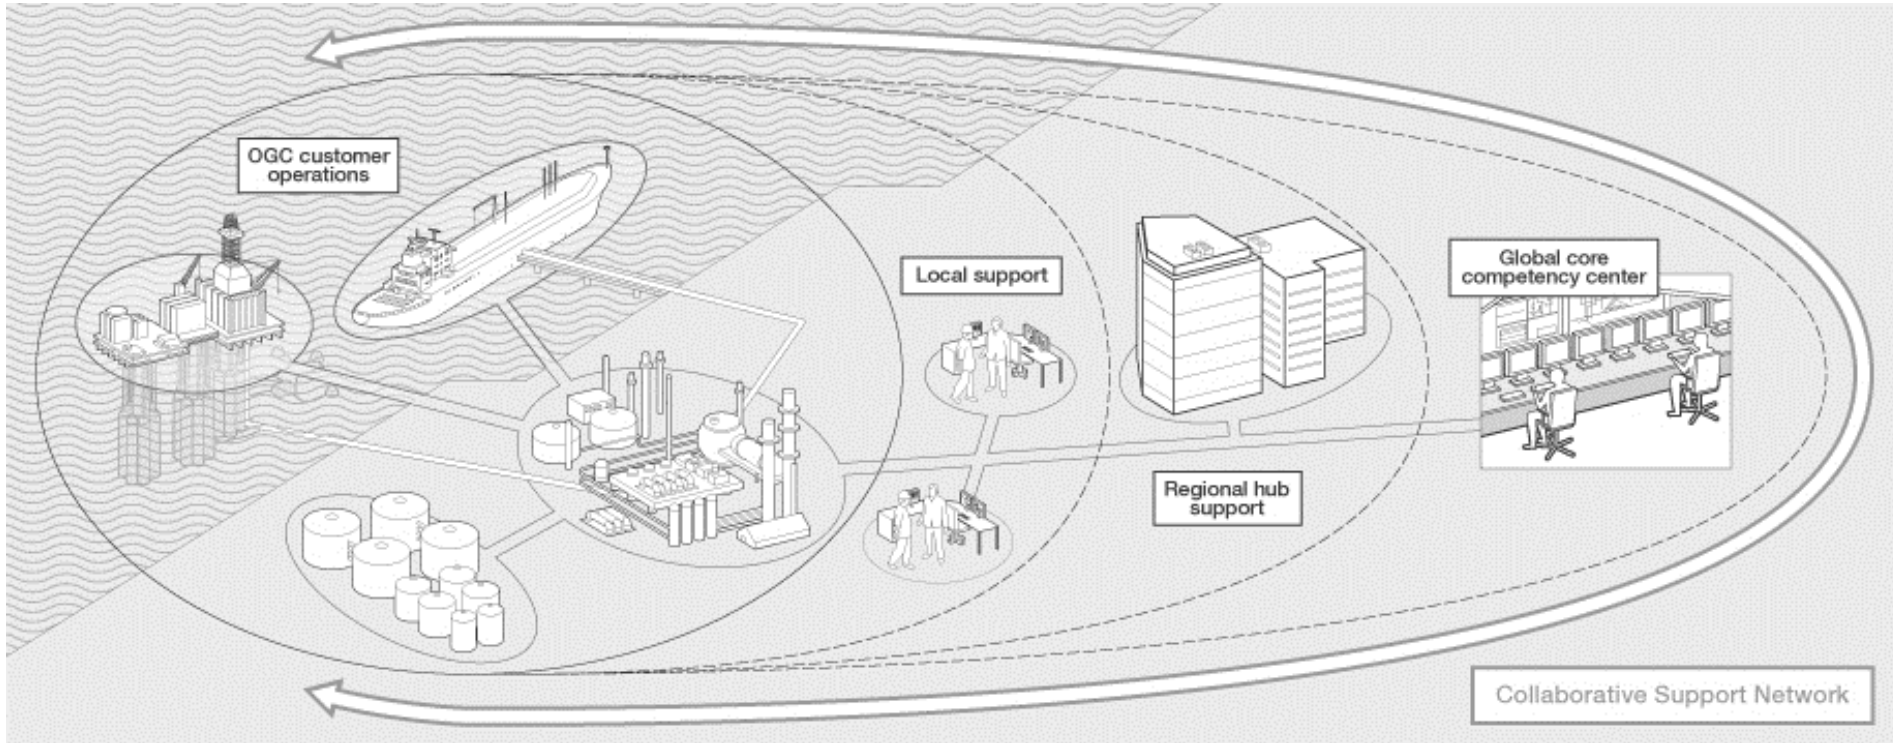 OGC customer
operations
Local support
Global core
competency center
Regional hub
support
Collaborative Support Network